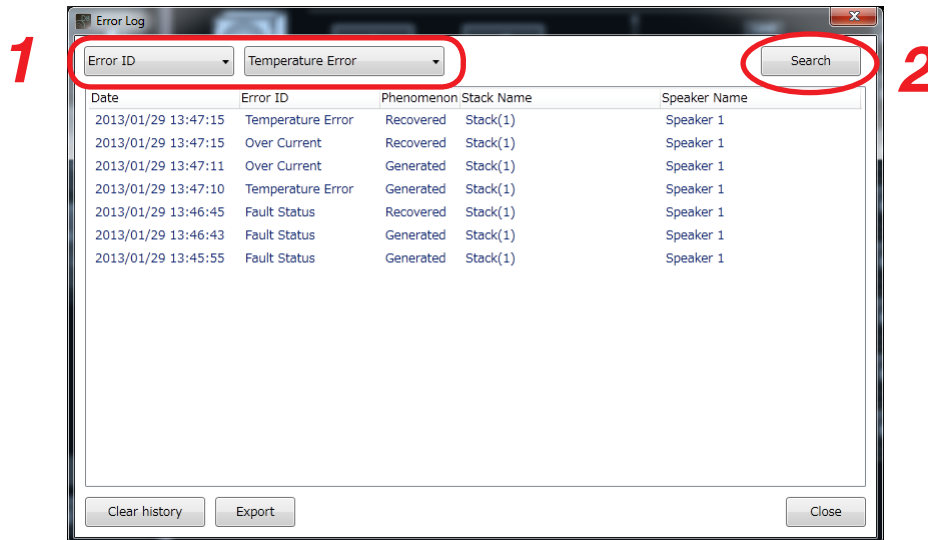 Error Log
1
Error ID Temperature Error Search
2
Date Error ID Phenomenon Stack Name Speaker Name
2013/01/29 13:47:15 Temperature Error Recovered Stack(1) Speaker 1
2013/01/29 13:47:15 Over Current Recovered Stack(1) Speaker 1
2013/01/29 13:47:11 Over Current Generated Stack(1) Speaker 1
2013/01/29 13:47:10 Temperature Error Generated Stack(1) Speaker 1
2013/01/29 13:46:45 Fault Status Recovered Stack(1) Speaker 1
2013/01/29 13:46:43 Fault Status Generated Stack(1) Speaker 1
2013/01/29 13:45:55 Fault Status Generated Stack(1) Speaker 1
Clear history Export Close